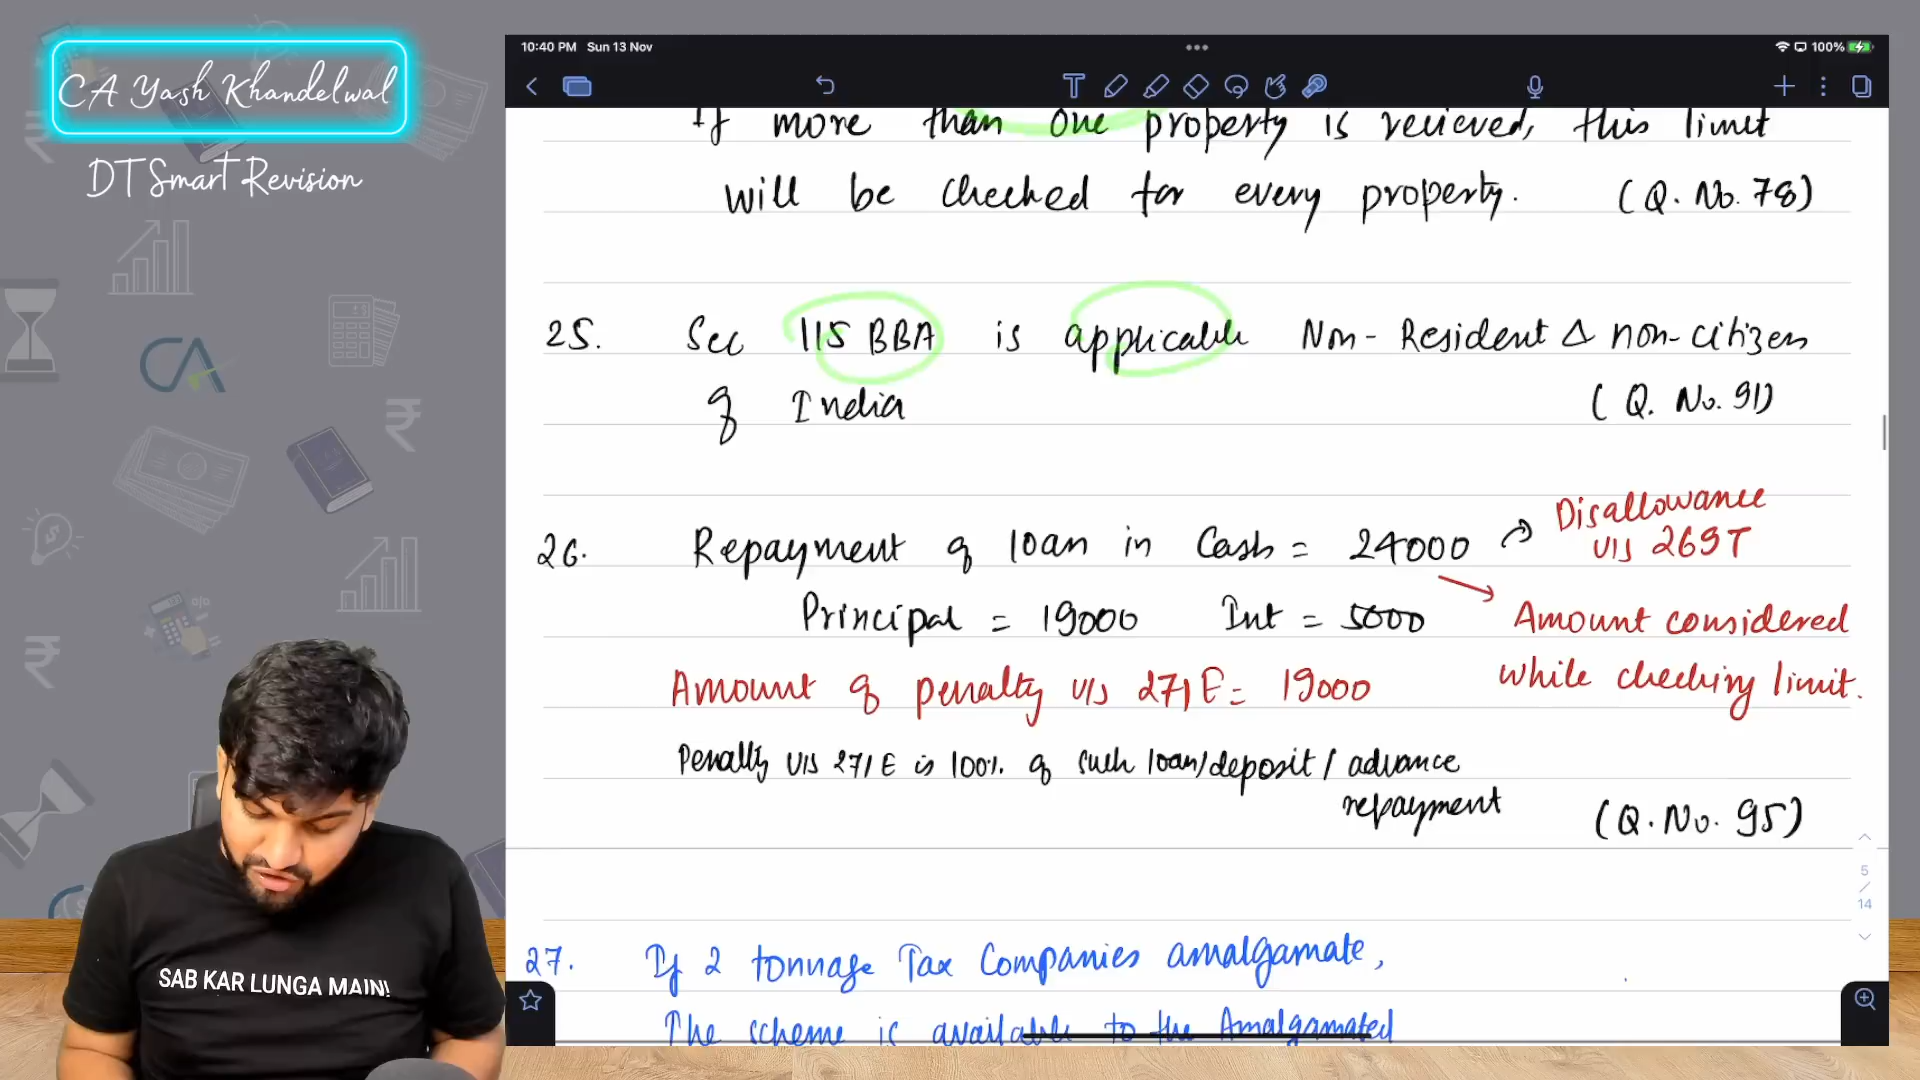 CA Yash Khandelwal
DT Smart Revision
10:40 PM Sun 13 Nov
100%
If more than one property is recieved, this limit
will be checked for every property. (Q. No. 78)
25. Sec 115 BBA is applicable Non-Resident & non-citizen
of India (Q. No. 91)
26. Repayment of loan in Cash = 24000 → Disallowance
u/s 269T
Principal = 19000 Int = 5000 Amount considered
while checking limit.
Amount of penalty u/s 271E = 19000
Penalty u/s 271E is 100% of such loan/deposit/advance
repayment
(Q. No. 95)
27. If 2 tonnage Tax Companies amalgamate,
The scheme is available to the Amalgamated
5
/
14
SAB KAR LUNGA MAIN!